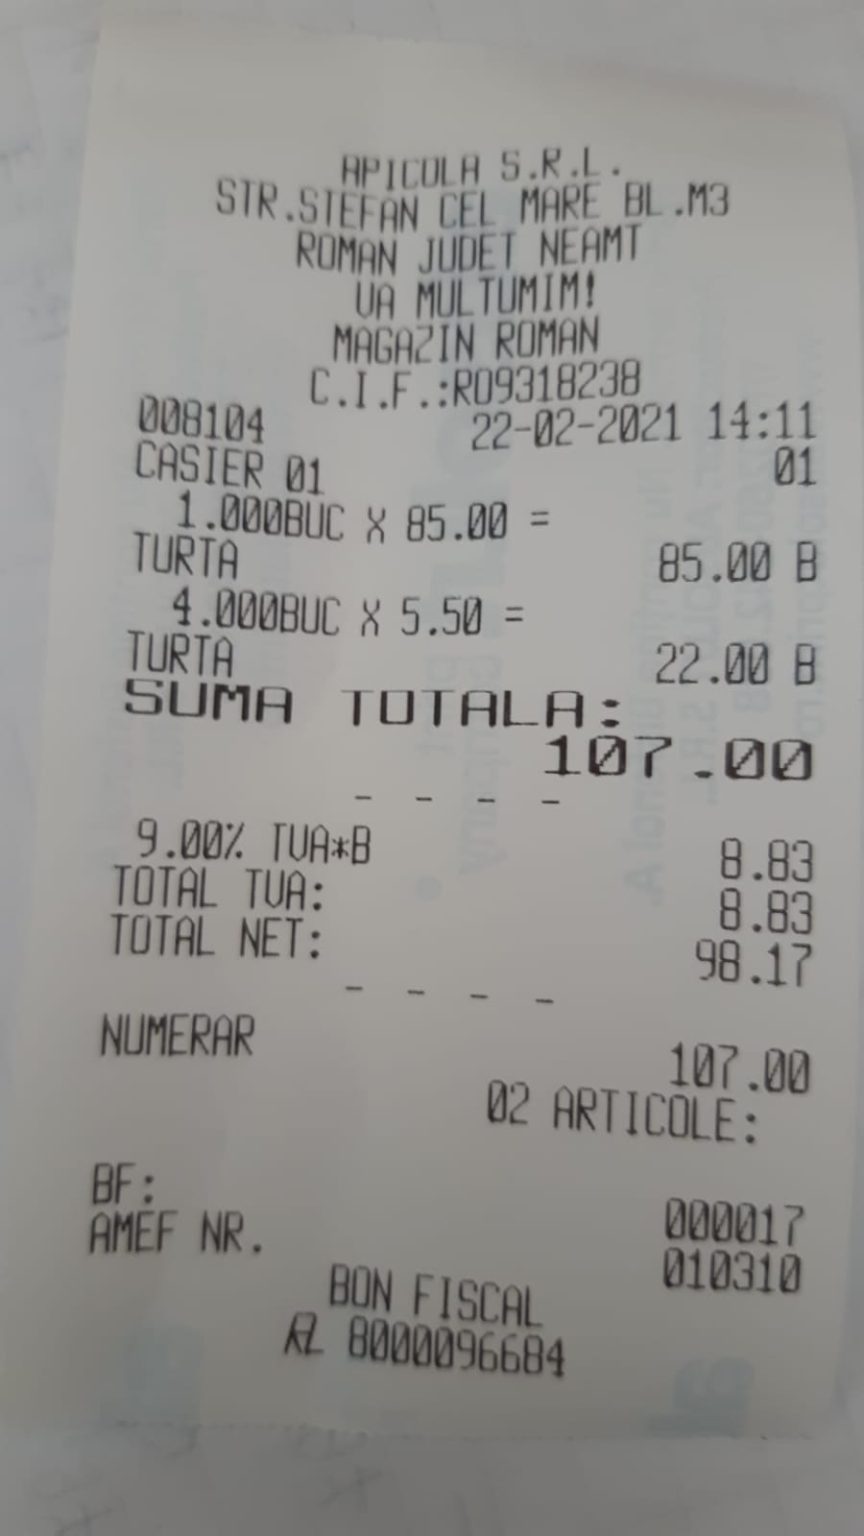 APICOLA S.R.L.
STR.STEFAN CEL MARE BL.M3
ROMAN JUDET NEAMT
VA MULTUMIM!
MAGAZIN ROMAN
C.I.F.:RO9318238
008104 22-02-2021 14:11
CASIER 01 01
1.000BUC X 85.00 =
TURTA 85.00 B
4.000BUC X 5.50 =
TURTA 22.00 B
SUMA TOTALA:
107.00
- - - -
9.00% TVA*B 8.83
TOTAL TVA: 8.83
TOTAL NET: 98.17
- - - -
NUMERAR 107.00
02 ARTICOLE:
BF: 000017
AMEF NR. 010310
BON FISCAL
8000096684